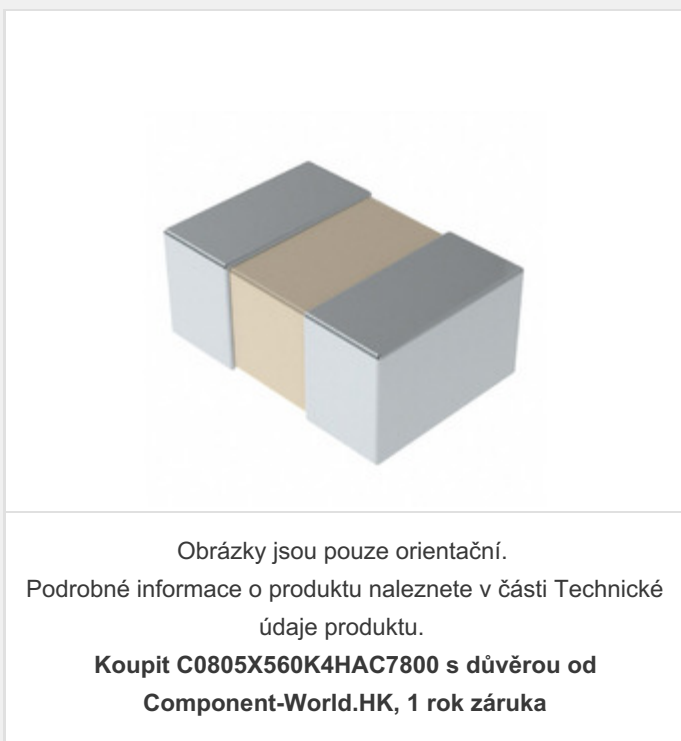 Obrázky jsou pouze orientační.
Podrobné informace o produktu naleznete v části Technické
údaje produktu.
Koupit C0805X560K4HAC7800 s důvěrou od
Component-World.HK, 1 rok záruka